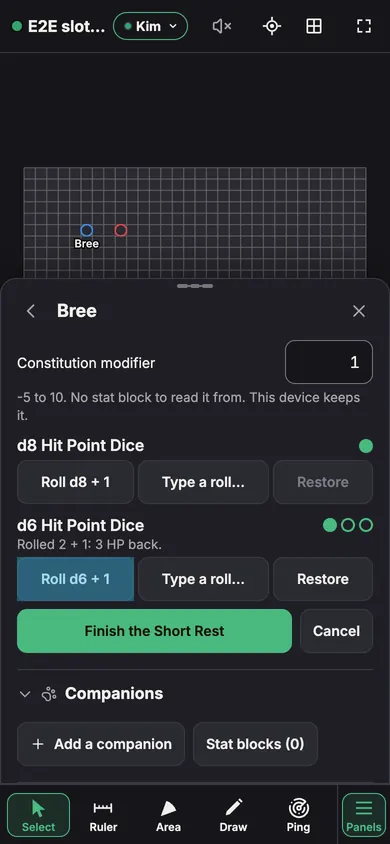 E2E slot...
Kim
Bree
Bree
Constitution modifier
1
-5 to 10. No stat block to read it from. This device keeps
it.
d8 Hit Point Dice
Roll d8 + 1
Type a roll...
Restore
d6 Hit Point Dice
Rolled 2 + 1: 3 HP back.
Roll d6 + 1
Type a roll...
Restore
Finish the Short Rest
Cancel
Companions
Add a companion
Stat blocks (0)
Select
Ruler
Area
Draw
Ping
Panels